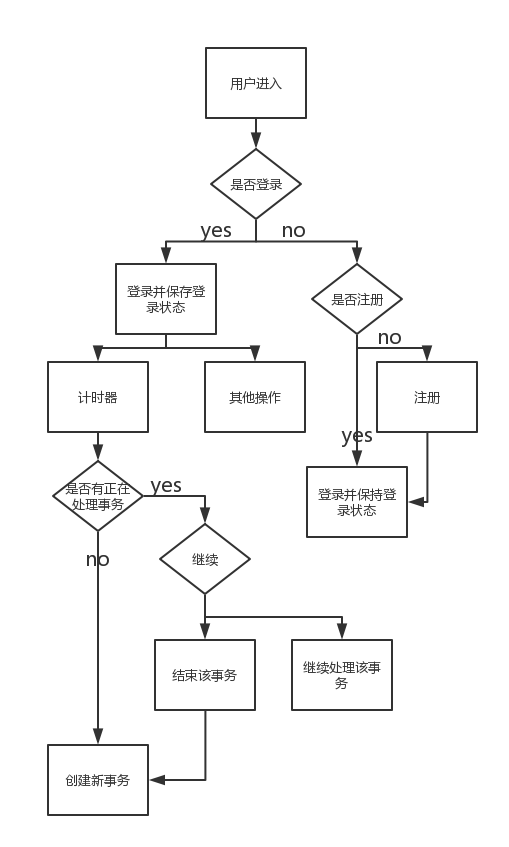 用户进入
是否登录
yes
no
登录并保存登
录状态
是否注册
no
计时器
其他操作
注册
yes
是否有正在
处理事务
yes
登录并保持登
录状态
no
继续
结束该事务
继续处理该事
务
创建新事务